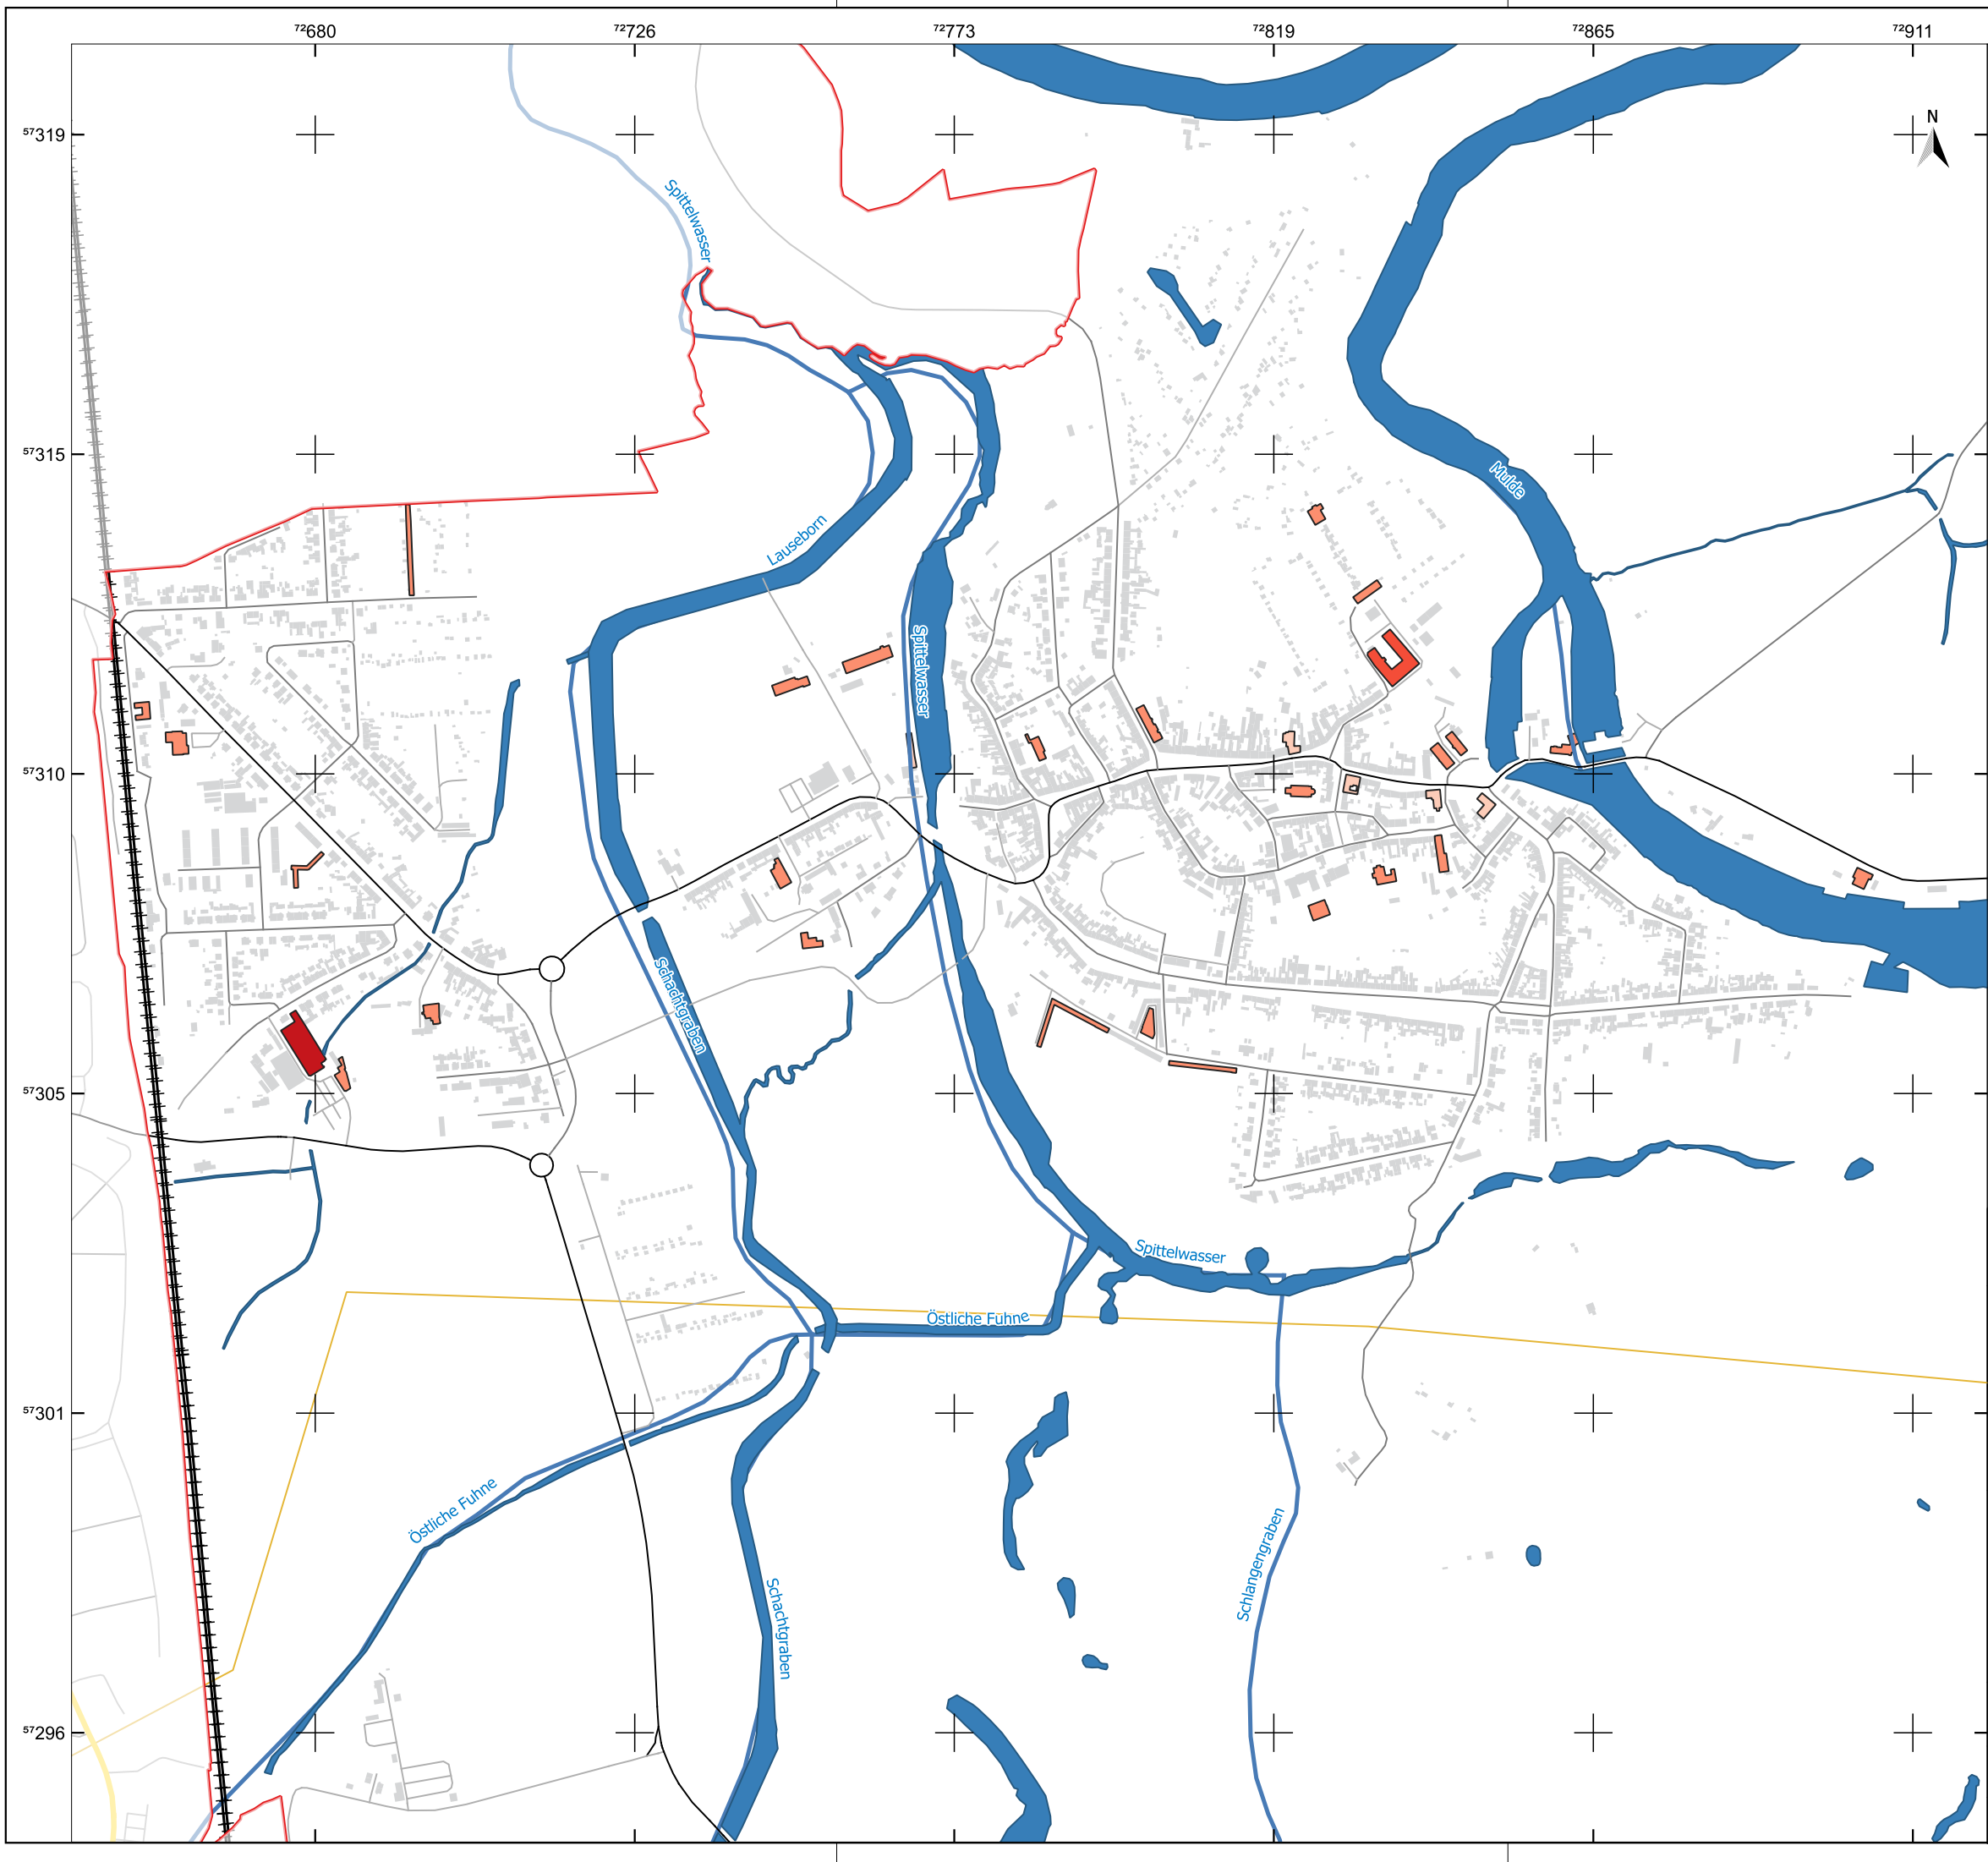 72680 72726 72773 72819 72865 72911
57319
N
Spittelwasser
57315
Mulde
Lauseborn
Spittelwasser
57310
Schachtgraben
57305
Spittelwasser
Östliche Fuhne
57301
Östliche Fuhne
Schlangengraben
Schachtgraben
57296